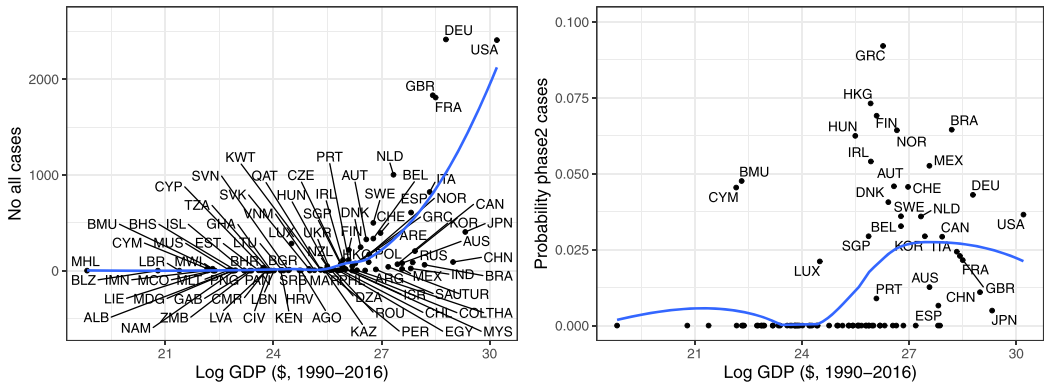 DEU
USA
GBR
FRA
KWT
PRT
NLD
SVN
QAT
CZE
AUT
BEL
ITA
CYP
SVK
HUN
IRL
SWE
ESP
NOR
TZA
VNM
SGP
DNK
CHE
GRC
CAN
BMU
BHS
ISL
GHA
LUX
UKR
FIN
ARE
JPN
CYM
MUS
EST
LTU
NZL
KOR
POL
RUS
AUS
MHL
LBR
MWI
BHR
BGR
CHN
BLZ
IMN
MCO
MLT
PNG
PAN
SRB
MAR
PHL
ARG
MEX
IND
BRA
LIE
MDG
GAB
CMR
LBN
HRV
DZA
ISR
SAU
TUR
ALB
ZMB
LVA
CIV
KEN
AGO
ROU
CHL
COL
THA
NAM
KAZ
PER
EGY
MYS
2000
1000
0
21
24
27
30
No all cases
Log GDP ($, 1990−2016)
0.100
0.075
0.050
0.025
0.000
GRC
HKG
FIN
BRA
HUN
NOR
IRL
MEX
BMU
AUT
CYM
CHE
DEU
DNK
SWE
NLD
USA
BEL
CAN
SGP
KOR
ITA
LUX
FRA
AUS
GBR
PRT
CHN
ESP
JPN
21
24
27
30
Probability phase2 cases
Log GDP ($, 1990−2016)